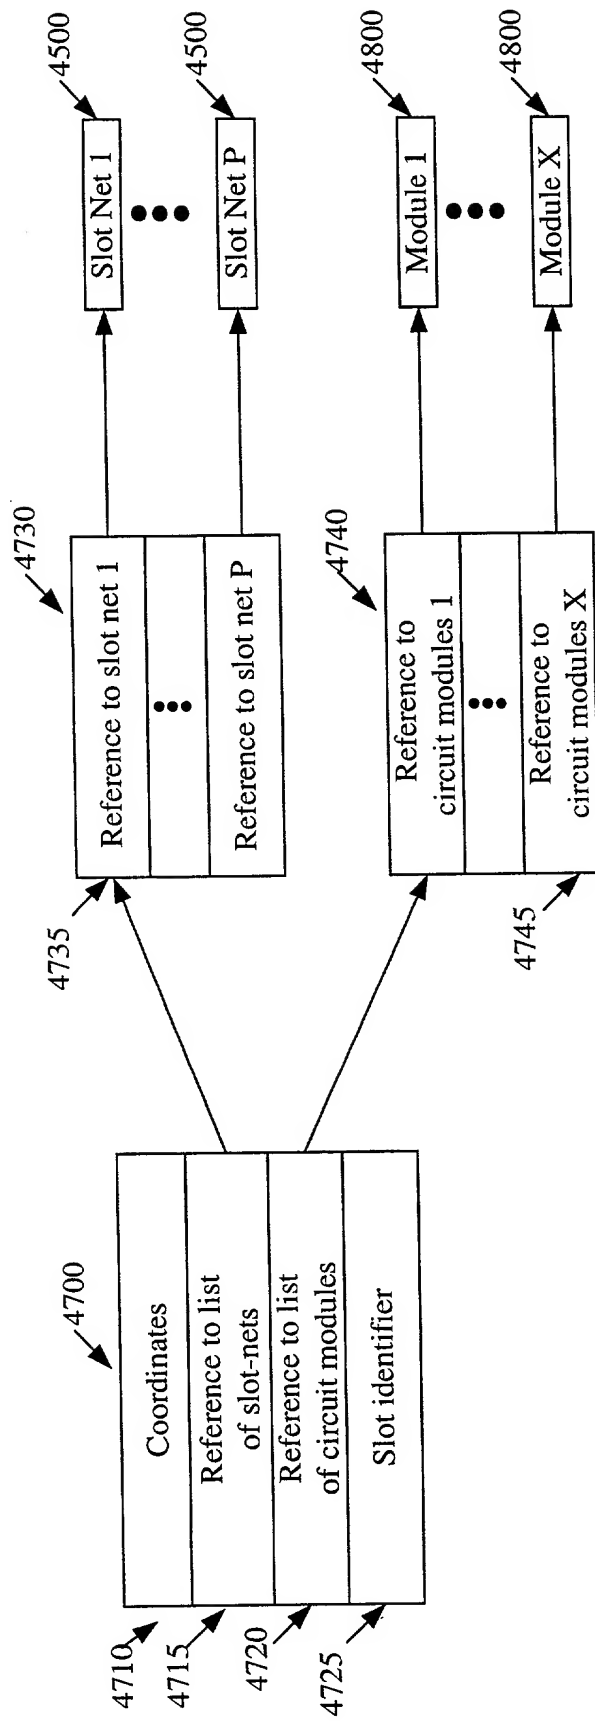 4700
4710
Coordinates
4715
Reference to list
of slot-nets
4720
Reference to list
of circuit modules
4725
Slot identifier
4730
4735
Reference to slot net 1
•••
Reference to slot net P
4740
Reference to
circuit modules 1
•••
4745
Reference to
circuit modules X
4500
Slot Net 1
•••
4500
Slot Net P
4800
Module 1
•••
4800
Module X